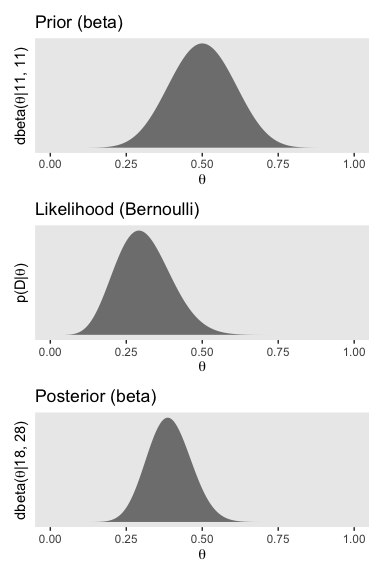 Prior (beta)
dbeta(θ|11, 11)
0.00 0.25 0.50 0.75 1.00
θ
Likelihood (Bernoulli)
p(D|θ)
0.00 0.25 0.50 0.75 1.00
θ
Posterior (beta)
dbeta(θ|18, 28)
0.00 0.25 0.50 0.75 1.00
θ